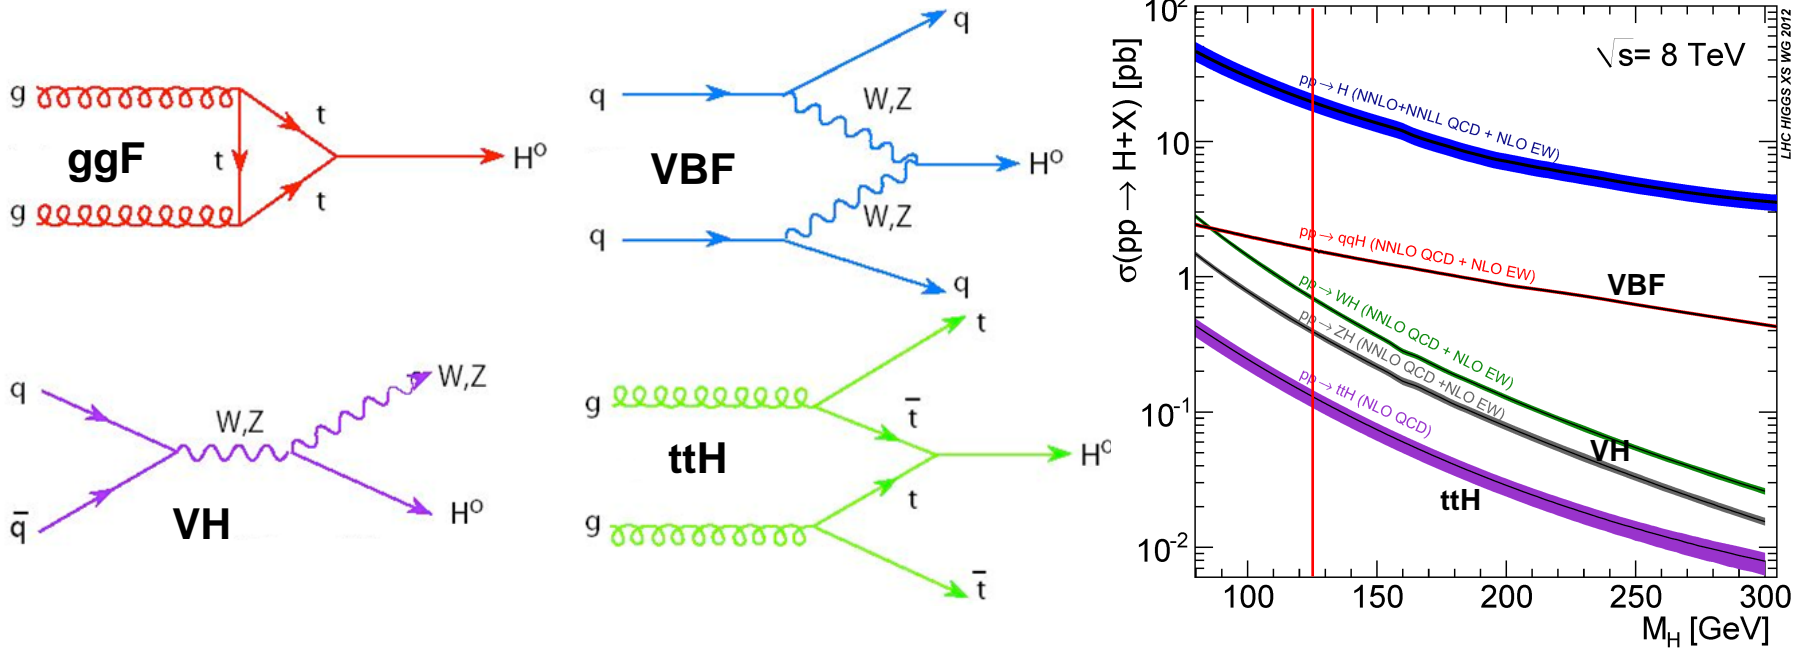 g
t
t
ggF
H⁰
t
g
q
q
W,Z
VBF
H⁰
W,Z
q
q
q
W,Z
W,Z
H⁰
q̅
VH
t
g
t̅
ttH
H⁰
t
g
t̅
σ(pp → H+X) [pb]
10²
10
1
10⁻¹
10⁻²
√s= 8 TeV
LHC HIGGS XS WG 2012
pp → H (NNLO+NNLL QCD + NLO EW)
pp → qqH (NNLO QCD + NLO EW)
VBF
pp → WH (NNLO QCD + NLO EW)
pp → ZH (NNLO QCD +NLO EW)
VH
pp → ttH (NLO QCD)
ttH
100 150 200 250 300
M_H [GeV]